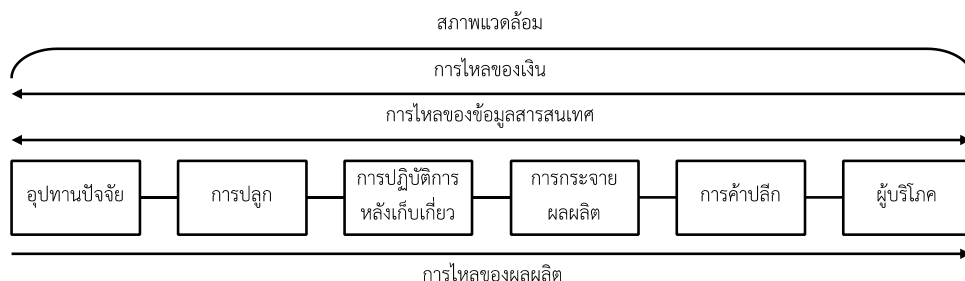 สภาพแวดล้อม
การไหลของเงิน
การไหลของข้อมูลสารสนเทศ
อุปทานปัจจัย
การปลูก
การปฏิบัติการ
หลังเก็บเกี่ยว
การกระจาย
ผลผลิต
การค้าปลีก
ผู้บริโภค
การไหลของผลผลิต